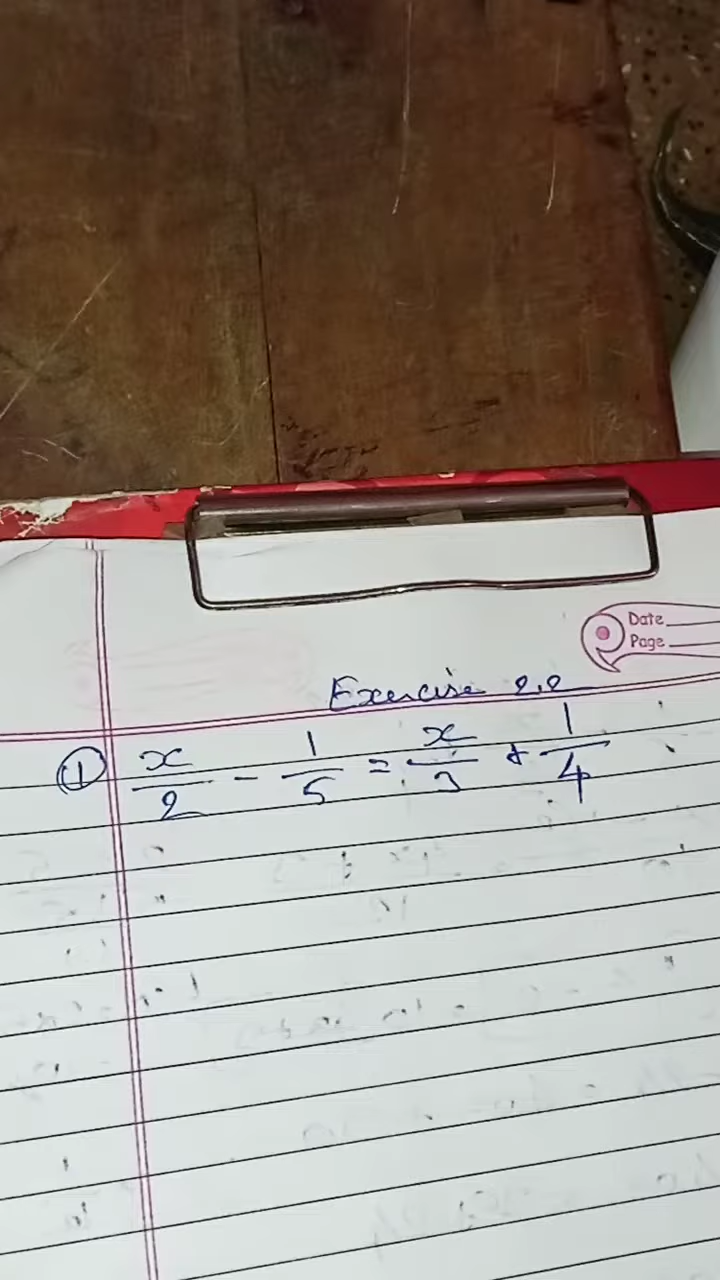 Date
Page
Exercise 2.2
① x/2 - 1/5 = x/3 + 1/4